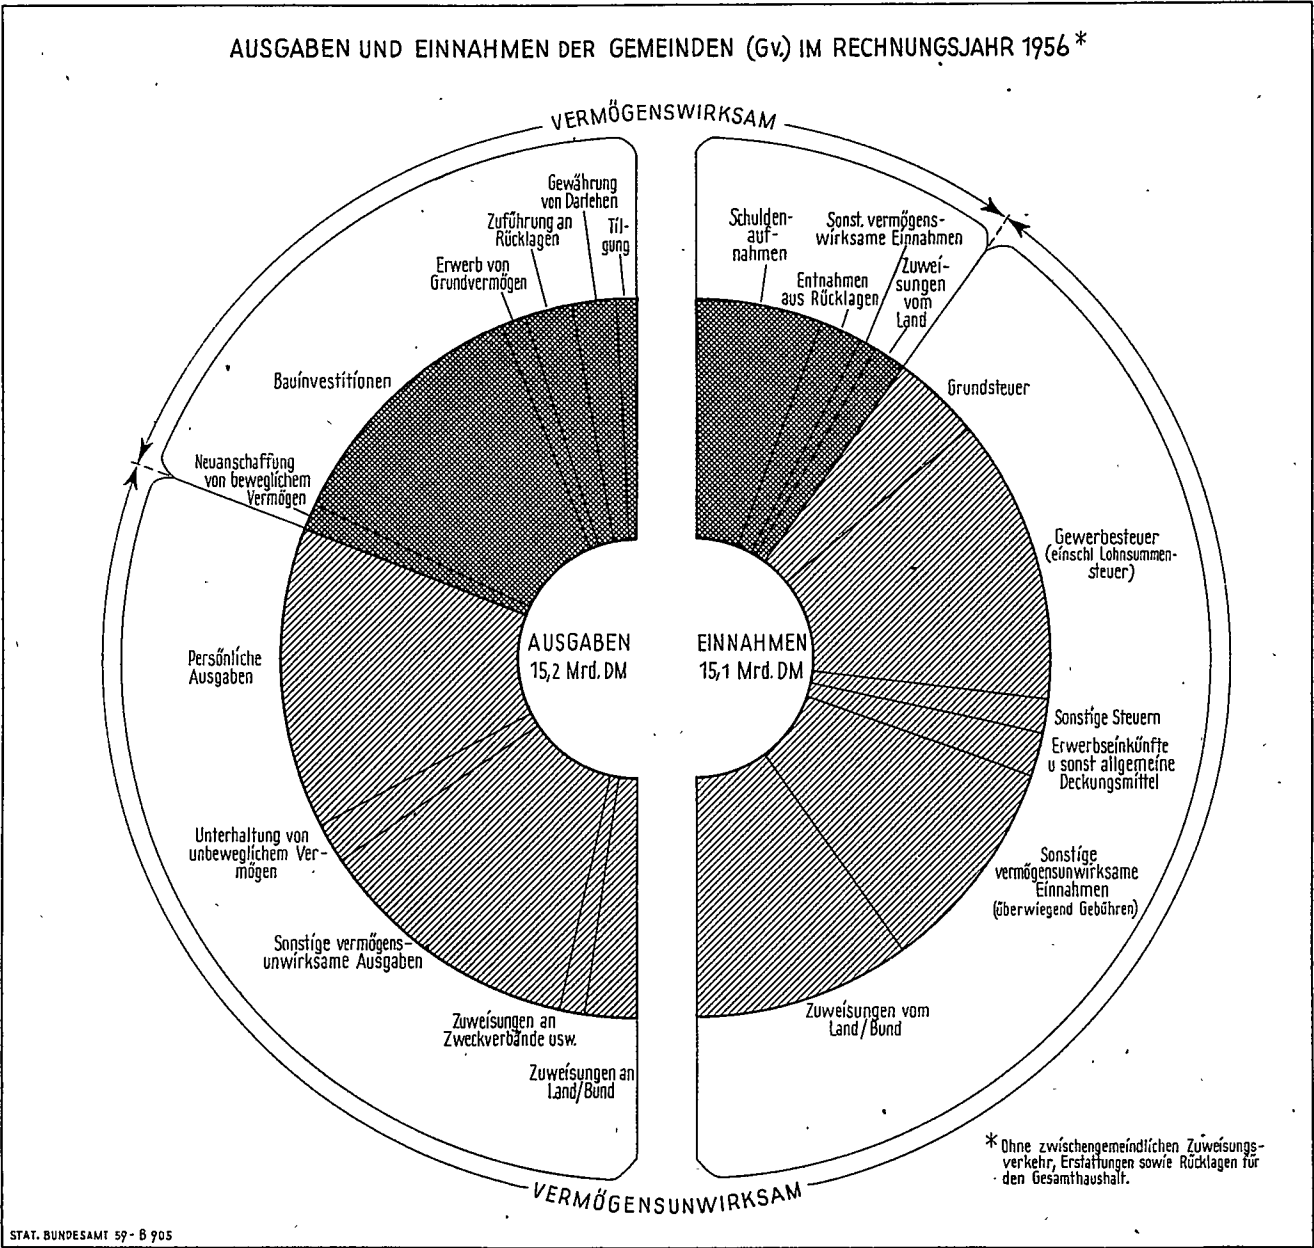 AUSGABEN UND EINNAHMEN DER GEMEINDEN (Gv.) IM RECHNUNGSJAHR 1956*
VERMÖGENSWIRKSAM
Gewährung
von Darlehen
Zuführung an
Rücklagen
Til-
gung
Erwerb von
Grundvermögen
Bauinvestitionen
Neuanschaffung
von beweglichem
Vermögen
Persönliche
Ausgaben
Unterhaltung von
unbeweglichem Ver-
mögen
Sonstige vermögens-
unwirksame Ausgaben
Zuweisungen an
Zweckverbände usw.
Zuweisungen an
Land/Bund
AUSGABEN
15,2 Mrd. DM
EINNAHMEN
15,1 Mrd. DM
Schulden-
auf-
nahmen
Sonst. vermögens-
wirksame Einnahmen
Entnahmen
aus Rücklagen
Zuwei-
sungen
vom
Land
Grundsteuer
Gewerbesteuer
(einschl Lohnsummen-
steuer)
Sonstige Steuern
Erwerbseinkünfte
u sonst allgemeine
Deckungsmittel
Sonstige
vermögensunwirksame
Einnahmen
(überwiegend Gebühren)
Zuweisungen vom
Land/Bund
VERMÖGENSUNWIRKSAM
* Ohne zwischengemeindlichen Zuweisungs-
verkehr, Erstattungen sowie Rücklagen für
den Gesamthaushalt.
STAT. BUNDESAMT 59 - B 905